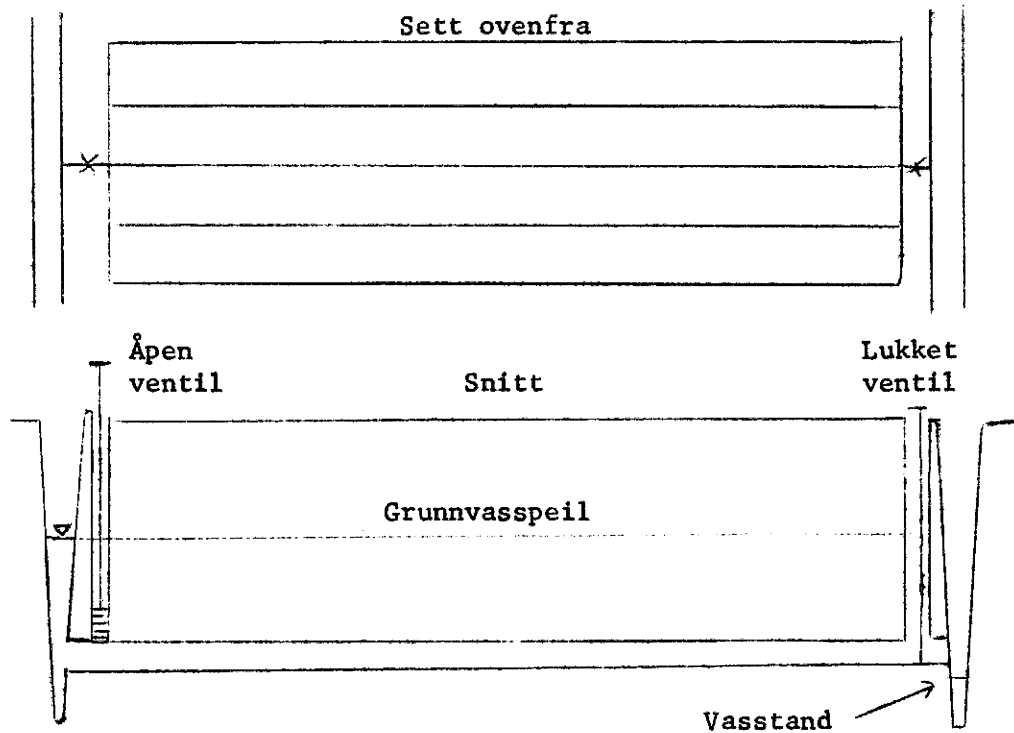 Sett ovenfra
Åpen
ventil
Snitt
Lukket
ventil
Grunnvasspeil
Vasstand